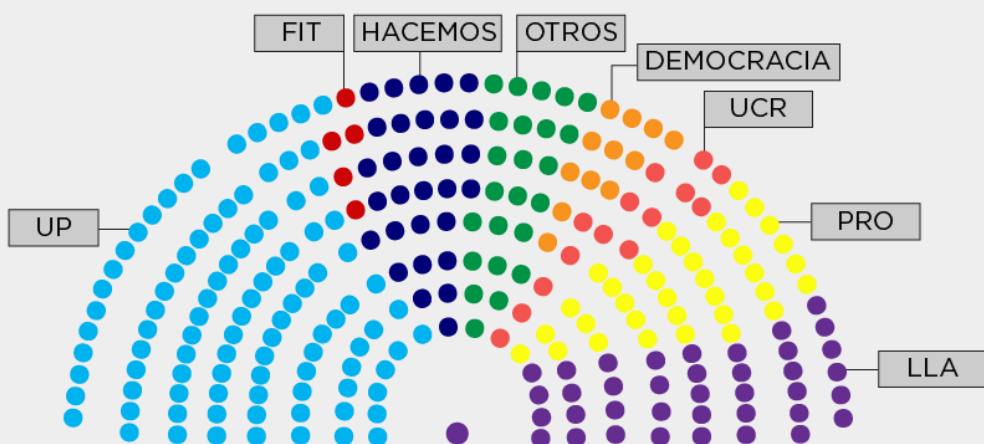 FIT
HACEMOS
OTROS
DEMOCRACIA
UCR
UP
PRO
LLA